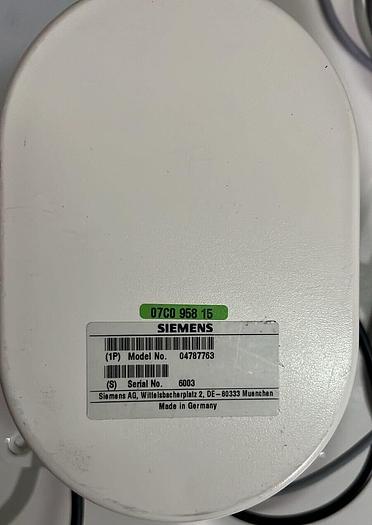 07C0 958 15
SIEMENS
(1P) Model No. 04787763
(S) Serial No. 6003
Siemens AG, Wittelsbacherplatz 2, DE-80333 Muenchen
Made in Germany